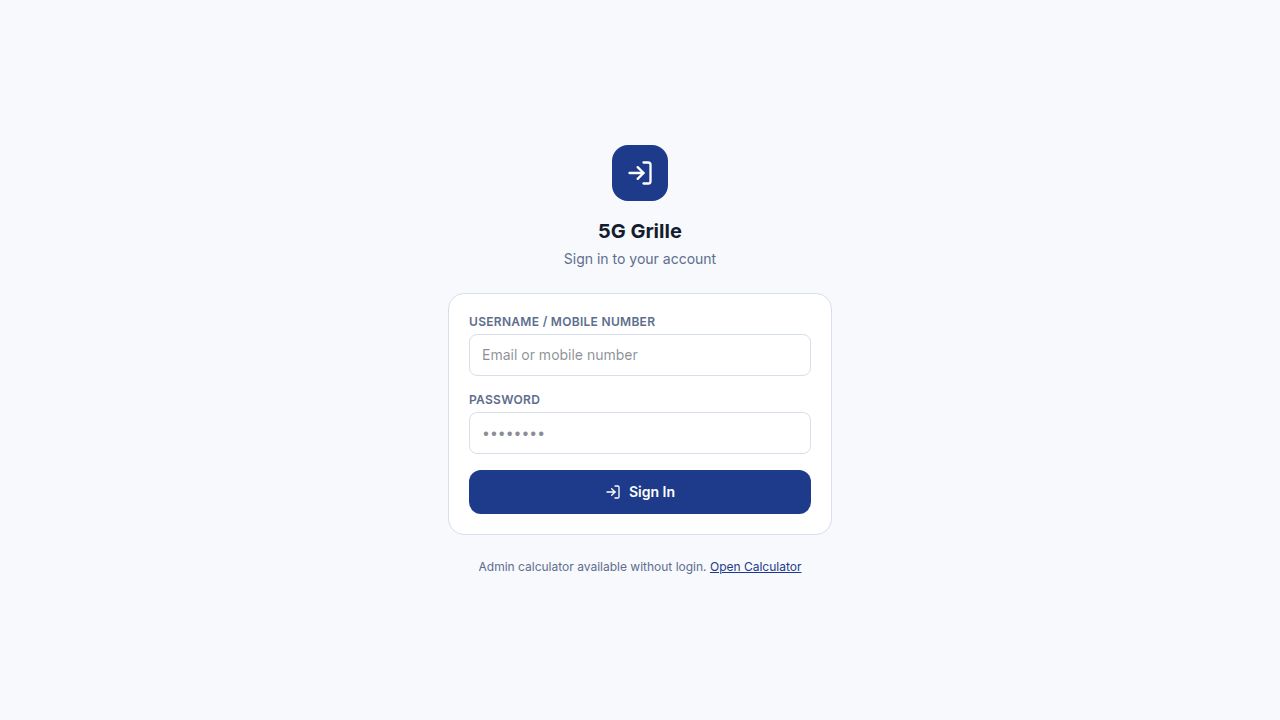 5G Grille
Sign in to your account
USERNAME / MOBILE NUMBER
Email or mobile number
PASSWORD
••••••••
Sign In
Admin calculator available without login. Open Calculator